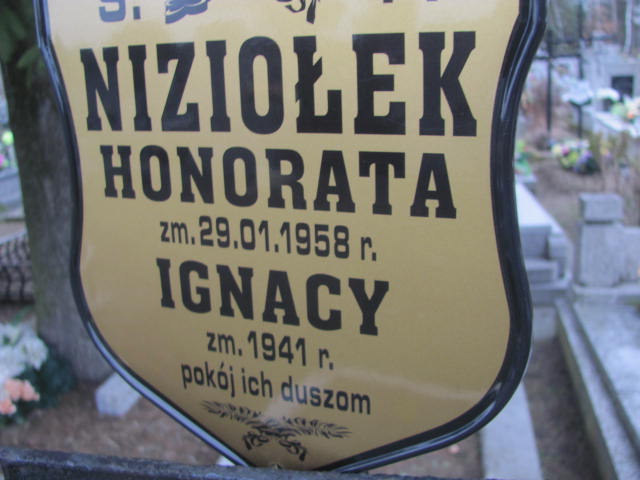 Ś. P.
NIZIOŁEK
HONORATA
zm. 29.01.1958 r.
IGNACY
zm. 1941 r.
pokój ich duszom